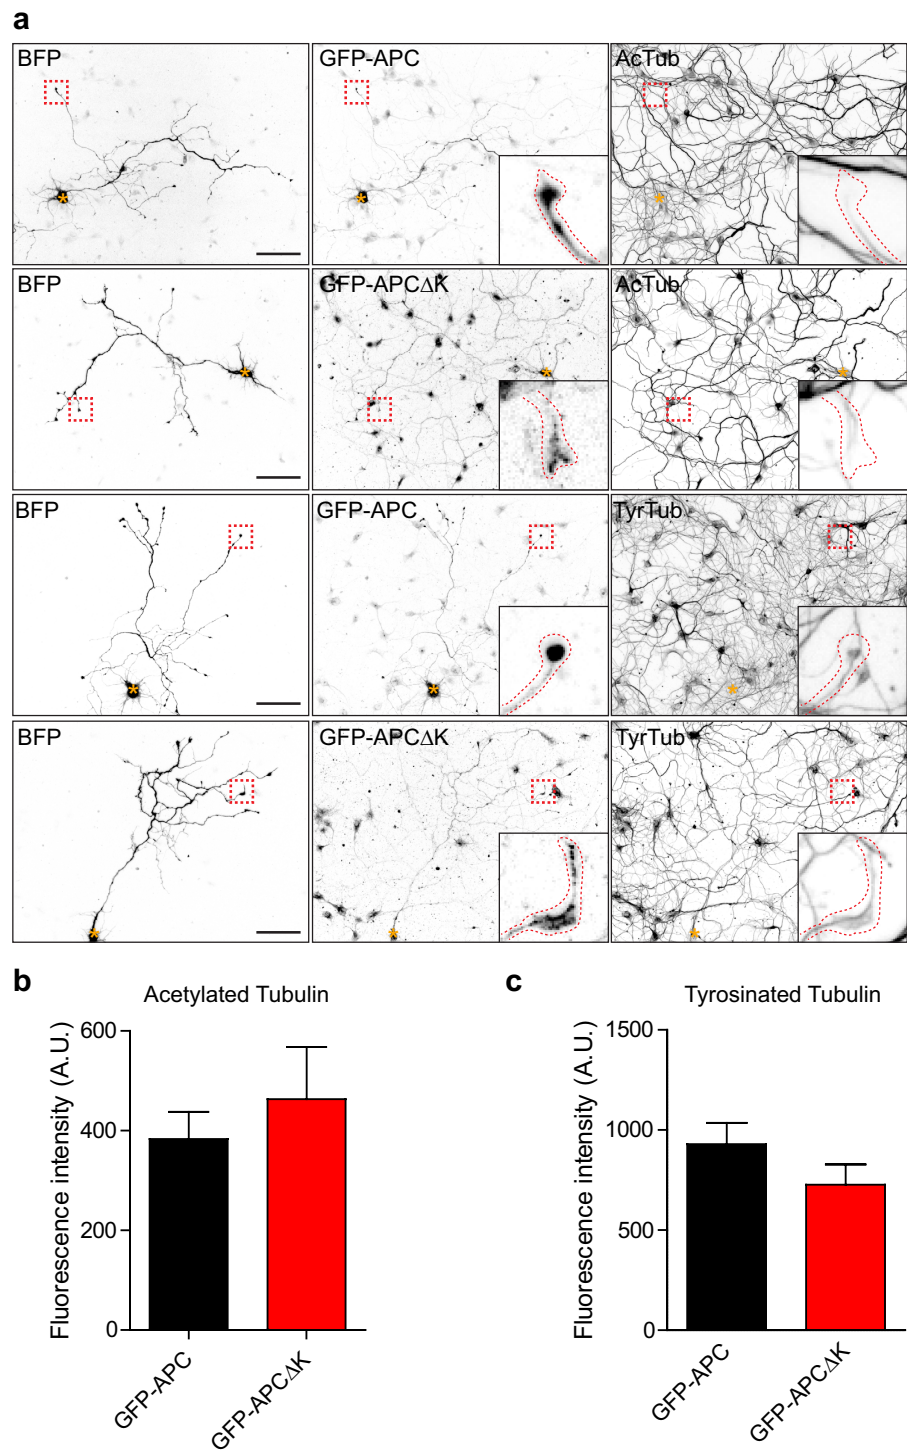 a
BFP GFP-APC AcTub
BFP GFP-APCΔK AcTub
BFP GFP-APC TyrTub
BFP GFP-APCΔK TyrTub
b
Acetylated Tubulin
Fluorescence intensity (A.U.)
600
400
200
0
GFP-APC
GFP-APCΔK
c
Tyrosinated Tubulin
Fluorescence intensity (A.U.)
1500
1000
500
0
GFP-APC
GFP-APCΔK